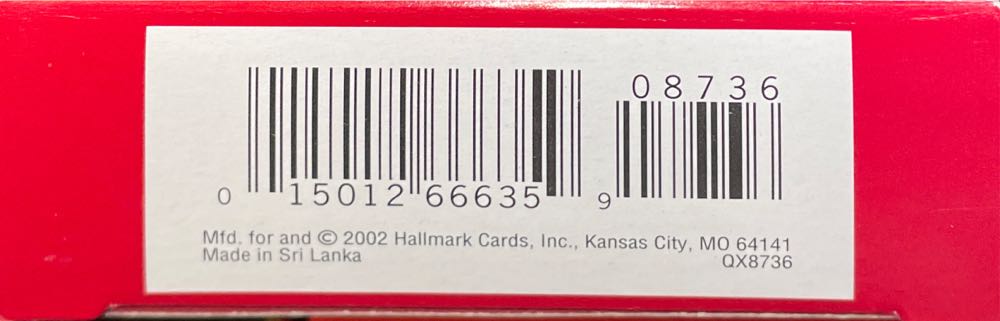 08736
0 15012 66635 9
Mfd. for and © 2002 Hallmark Cards, Inc., Kansas City, MO 64141
Made in Sri Lanka
QX8736